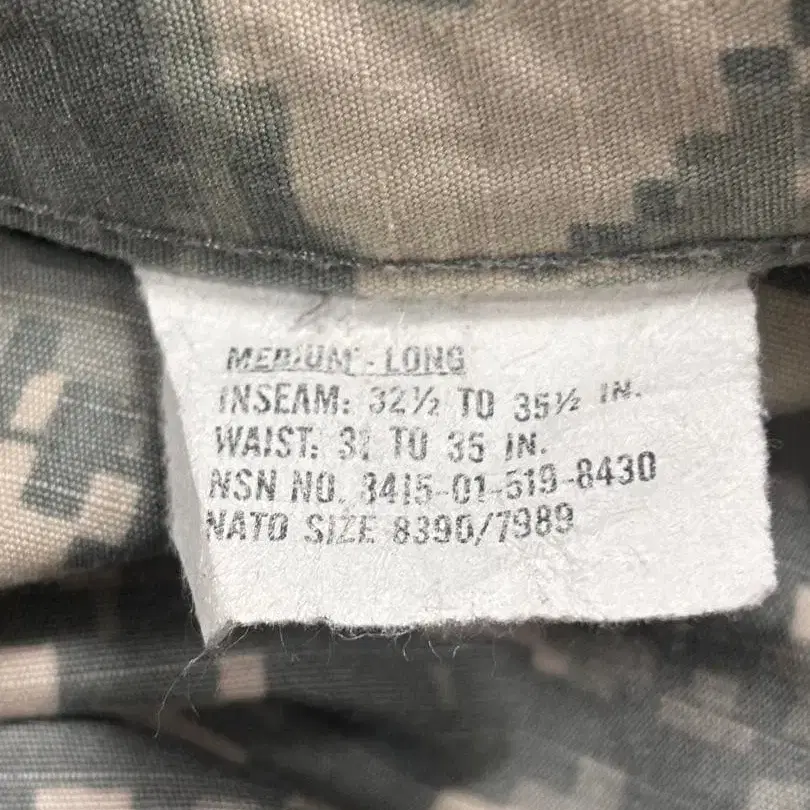 MEDIUM - LONG
INSEAM: 32½ TO 35½ IN.
WAIST: 31 TO 35 IN.
NSN NO. 8415-01-519-8430
NATO SIZE 8390/7989